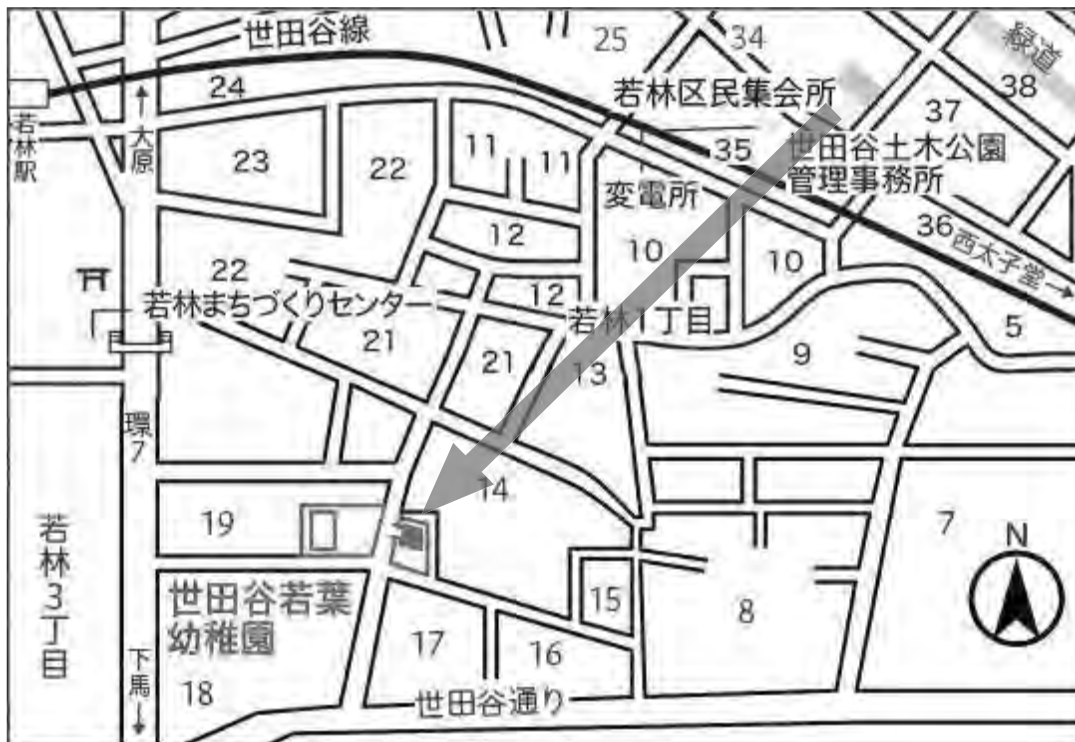 世田谷線
25
34
緑道
38
24
若林区民集会所
37
若林駅
↑大原
23
22
11
11
35
世田谷土木公園
管理事務所
変電所
36
西太子堂→
12
10
10
22
12
若林まちづくりセンター
若林1丁目
5
21
21
13
9
環7
14
19
7
若林3丁目
N
世田谷若葉
幼稚園
15
8
17
16
下馬↓
18
世田谷通り